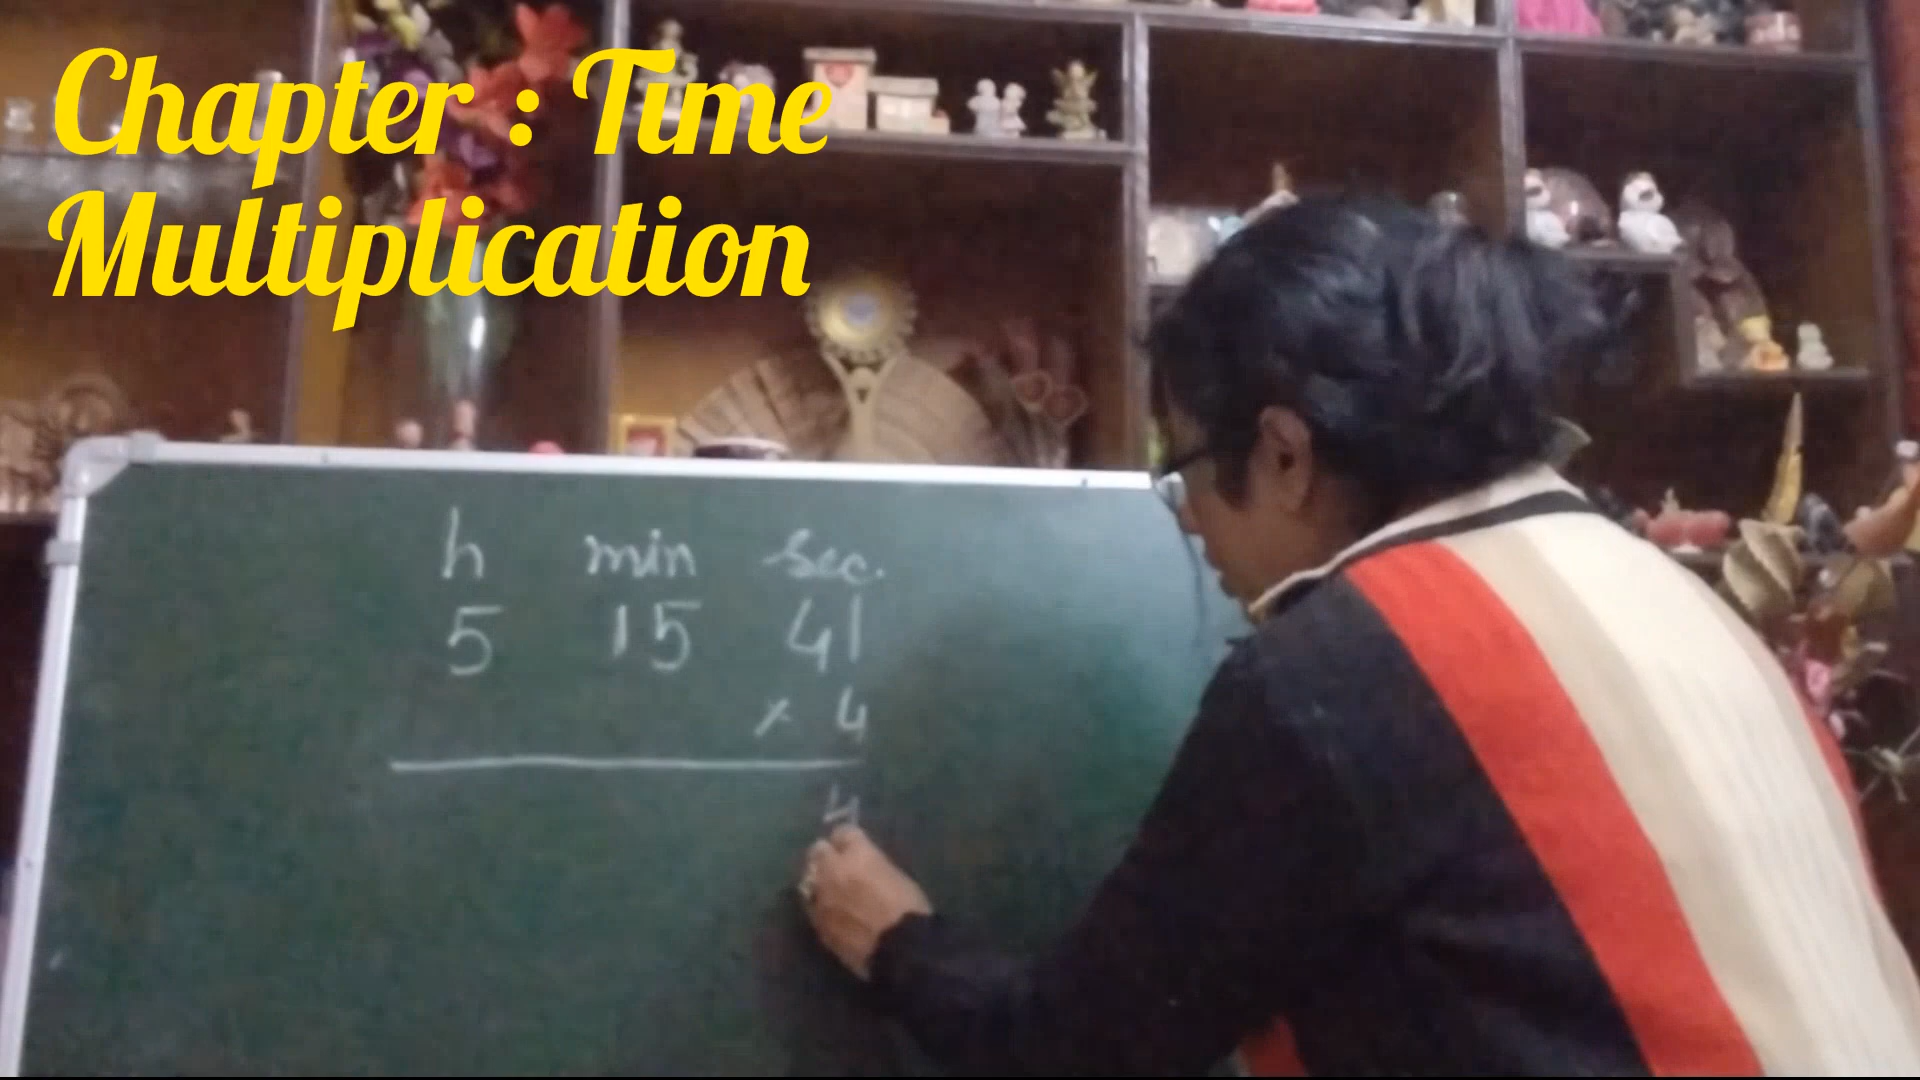 Chapter : Time
Multiplication
h min sec.
5 15 41
× 4
4